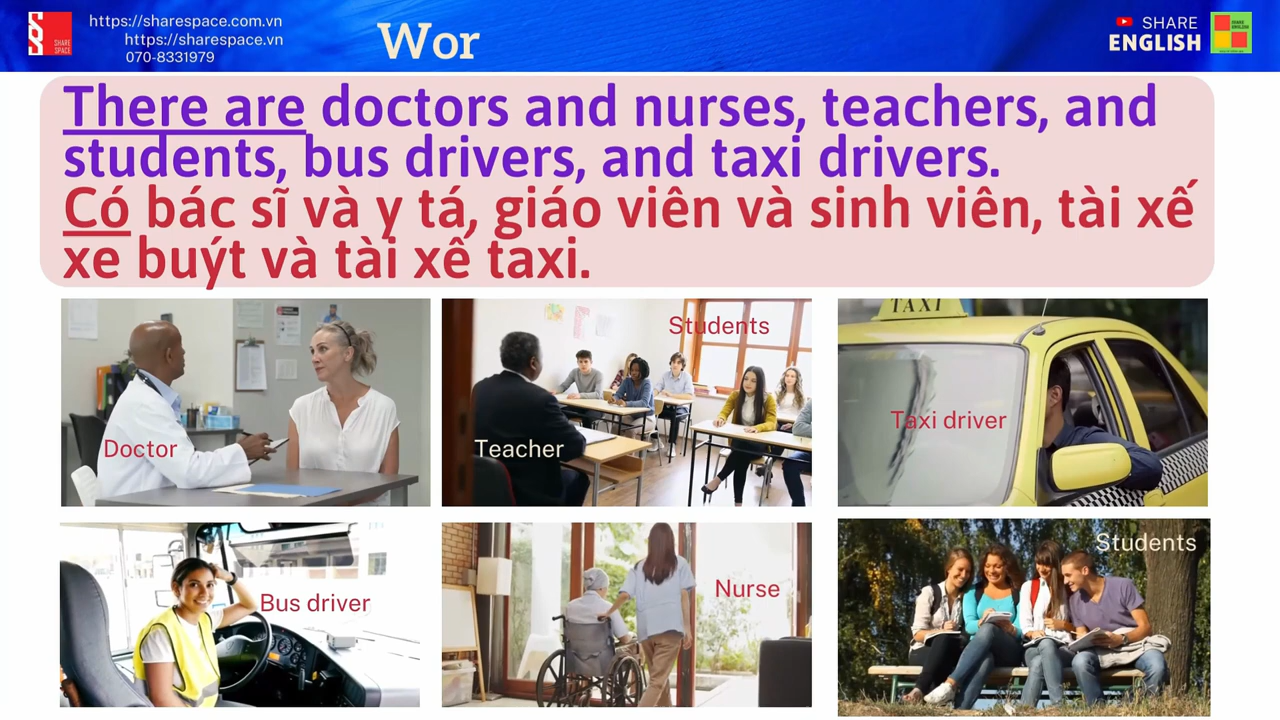 https://sharespace.com.vn
https://sharespace.vn
070-8331979
SHARE
SPACE
Wor
SHARE
ENGLISH
There are doctors and nurses, teachers, and
students, bus drivers, and taxi drivers.
Có bác sĩ và y tá, giáo viên và sinh viên, tài xế
xe buýt và tài xế taxi.
Doctor
Students
Teacher
TAXI
Taxi driver
Bus driver
Nurse
Students